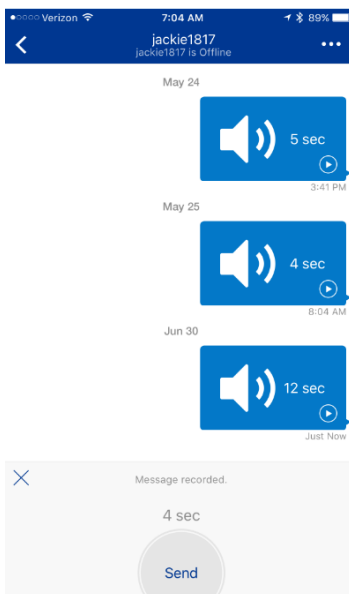 Verizon 7:04 AM 89%
jackie1817
jackie1817 is Offline
May 24
5 sec
3:41 PM
May 25
4 sec
8:04 AM
Jun 30
12 sec
Just Now
Message recorded.
4 sec
Send